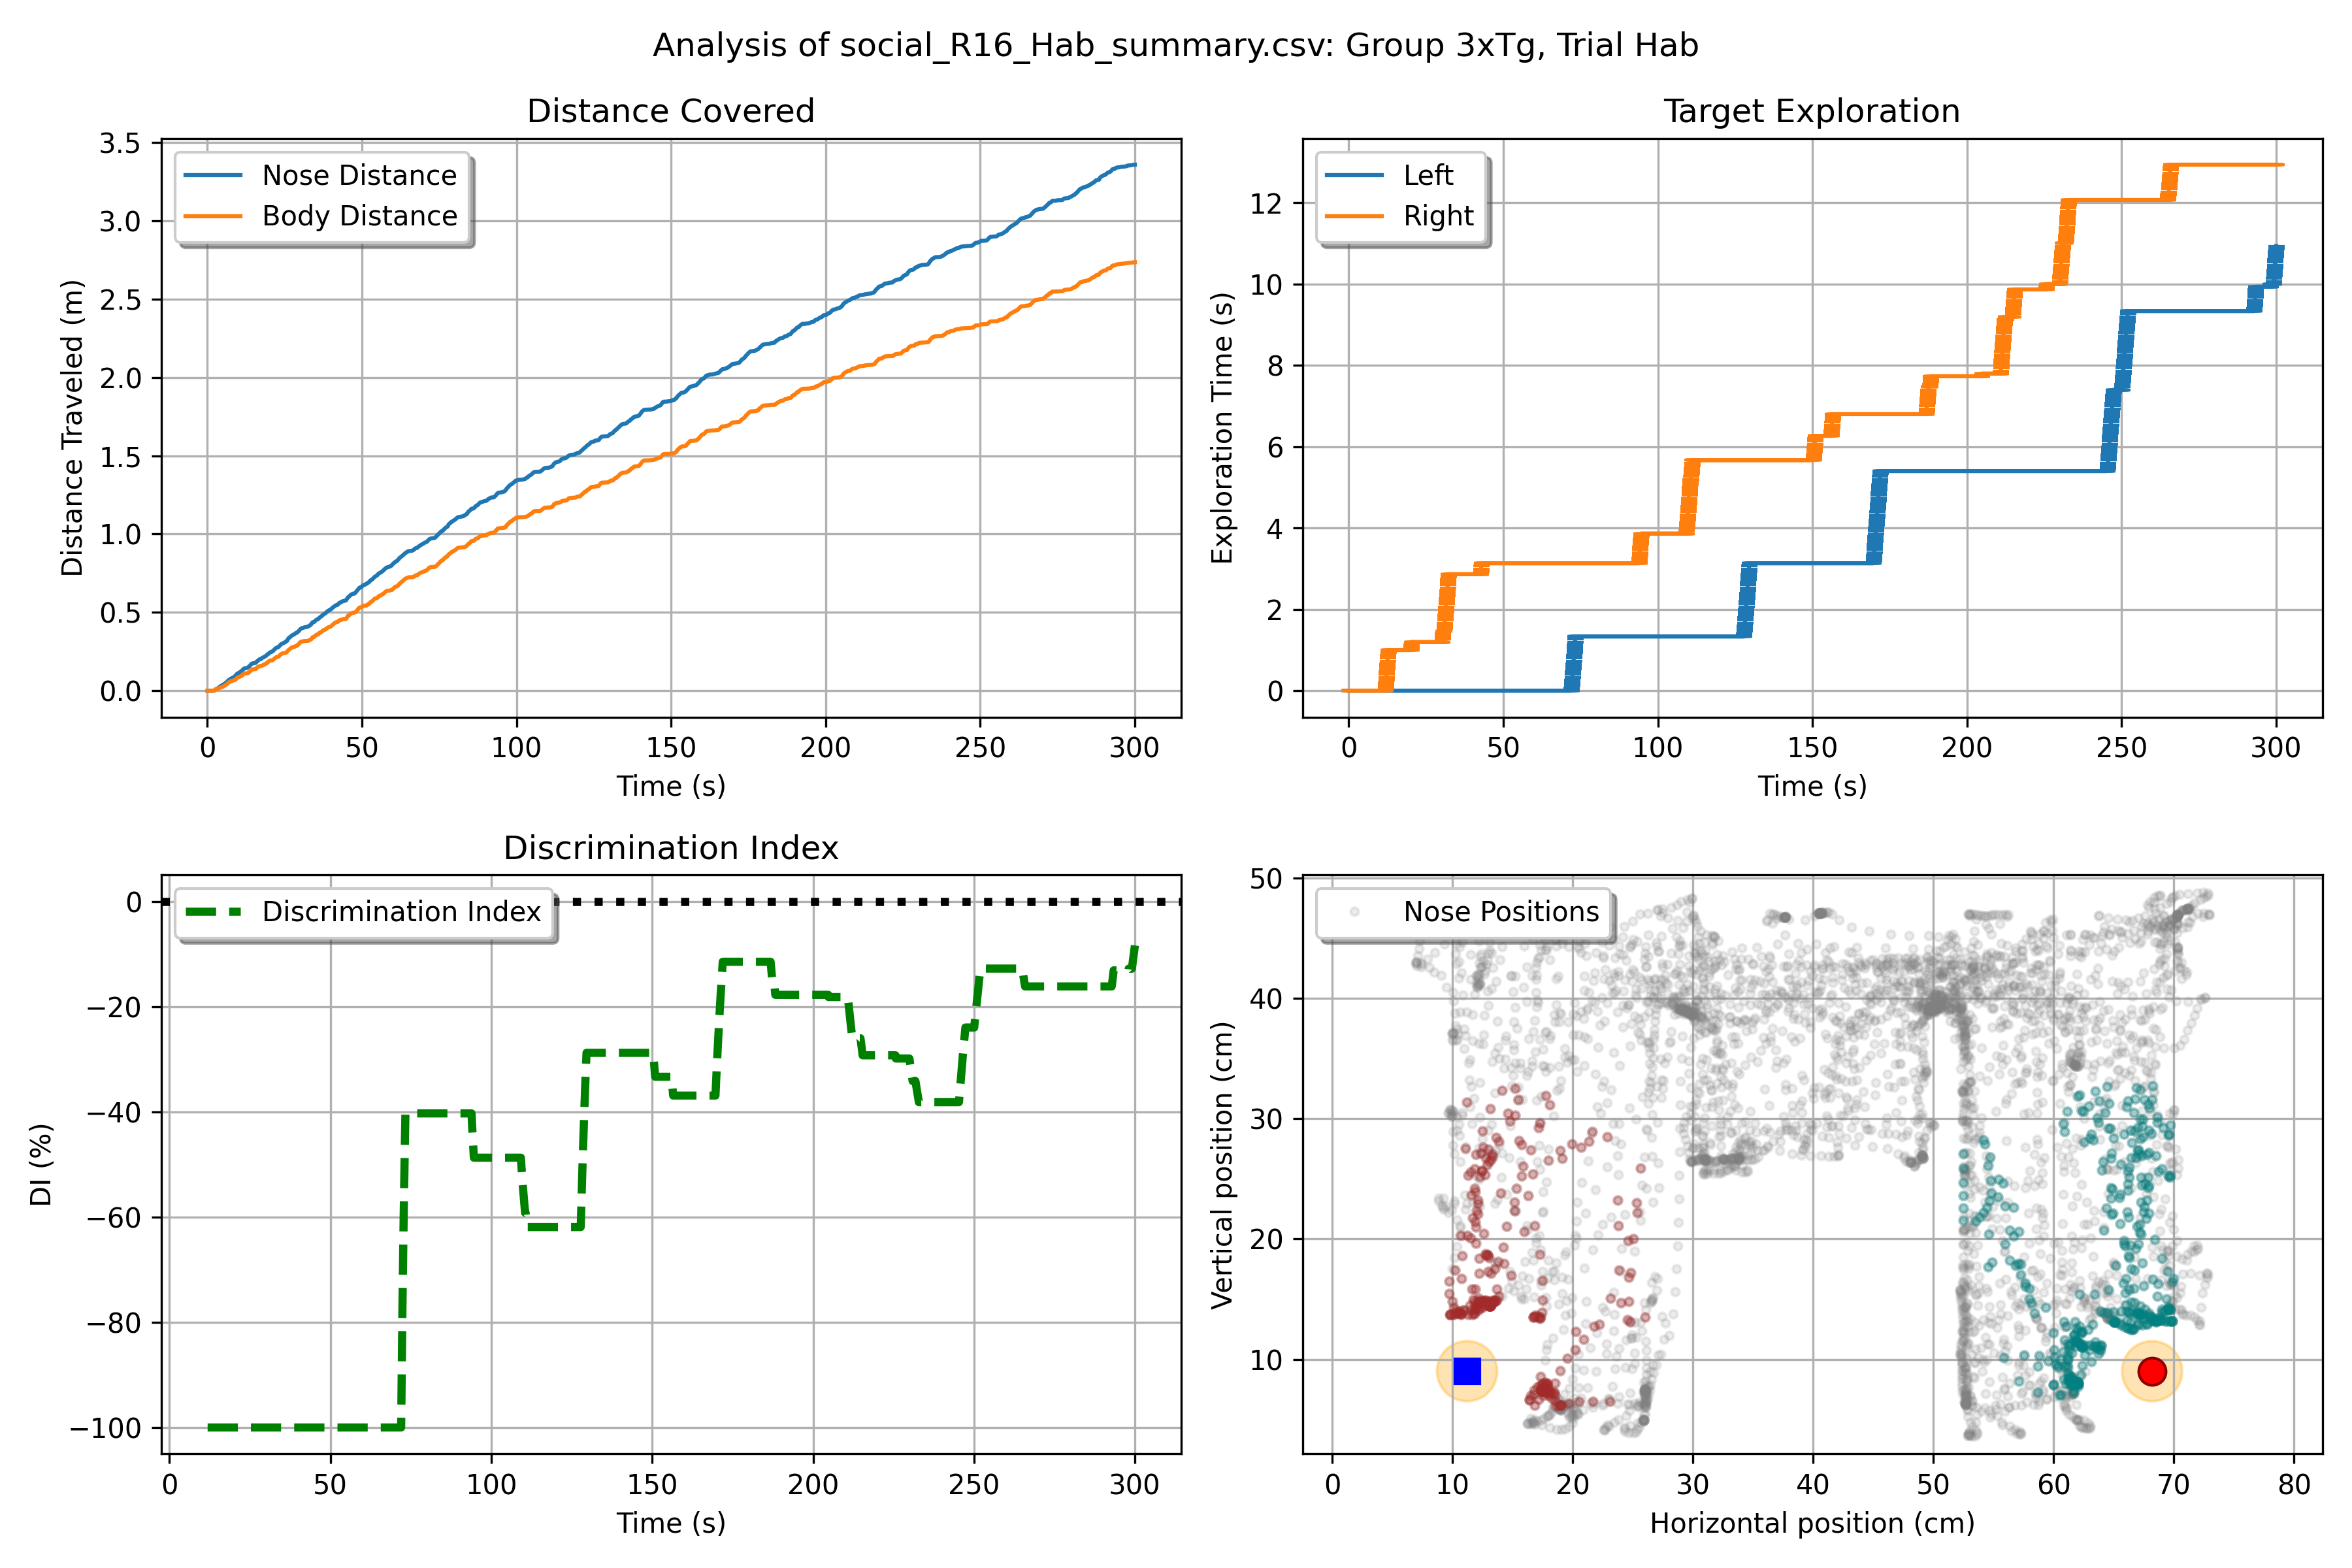 Analysis of social_R16_Hab_summary.csv: Group 3xTg, Trial Hab
Distance Covered
3.5
3.0
2.5
2.0
1.5
1.0
0.5
0.0
Distance Traveled (m)
Nose Distance
Body Distance
0 50 100 150 200 250 300
Time (s)
Target Exploration
12
10
8
6
4
2
0
Exploration Time (s)
Left
Right
0 50 100 150 200 250 300
Time (s)
Discrimination Index
0
−20
−40
−60
−80
−100
DI (%)
Discrimination Index
0 50 100 150 200 250 300
Time (s)
50
40
30
20
10
Vertical position (cm)
Nose Positions
0 10 20 30 40 50 60 70 80
Horizontal position (cm)